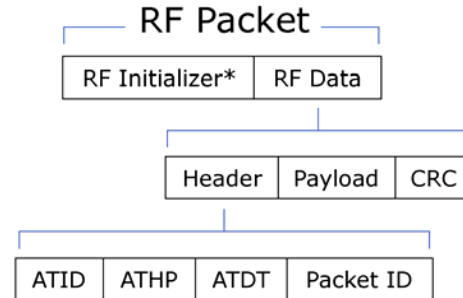 RF Packet
RF Initializer* RF Data
Header Payload CRC
ATID ATHP ATDT Packet ID